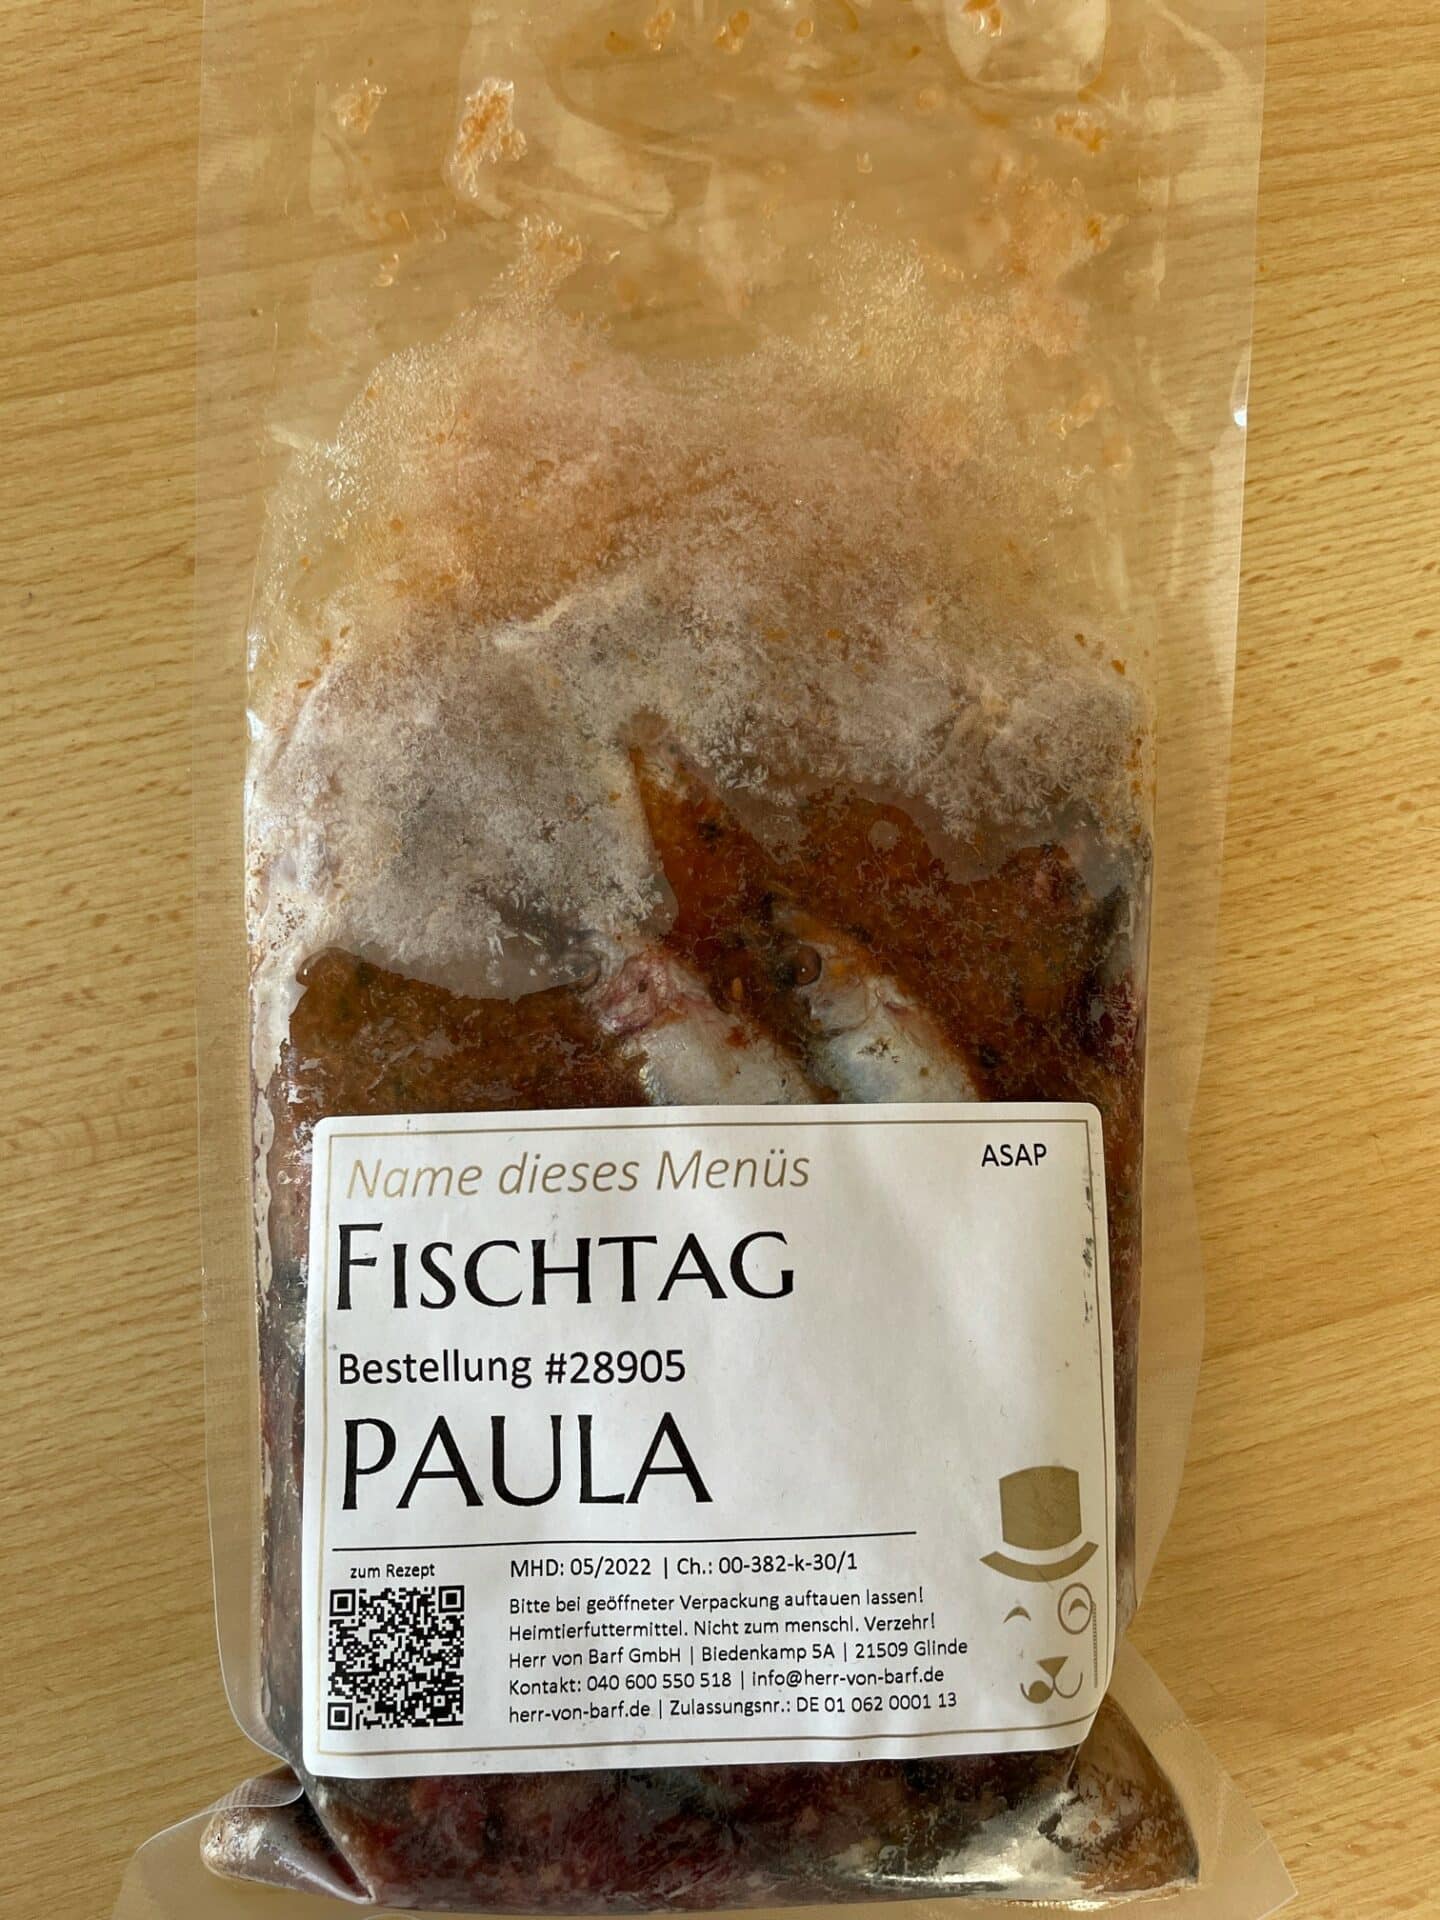 Name dieses Menüs
ASAP
FISCHTAG
Bestellung #28905
PAULA
zum Rezept
MHD: 05/2022 | Ch.: 00-382-k-30/1
Bitte bei geöffneter Verpackung auftauen lassen!
Heimtierfuttermittel. Nicht zum menschl. Verzehr!
Herr von Barf GmbH | Biedenkamp 5A | 21509 Glinde
Kontakt: 040 600 550 518 | info@herr-von-barf.de
herr-von-barf.de | Zulassungsnr.: DE 01 062 0001 13